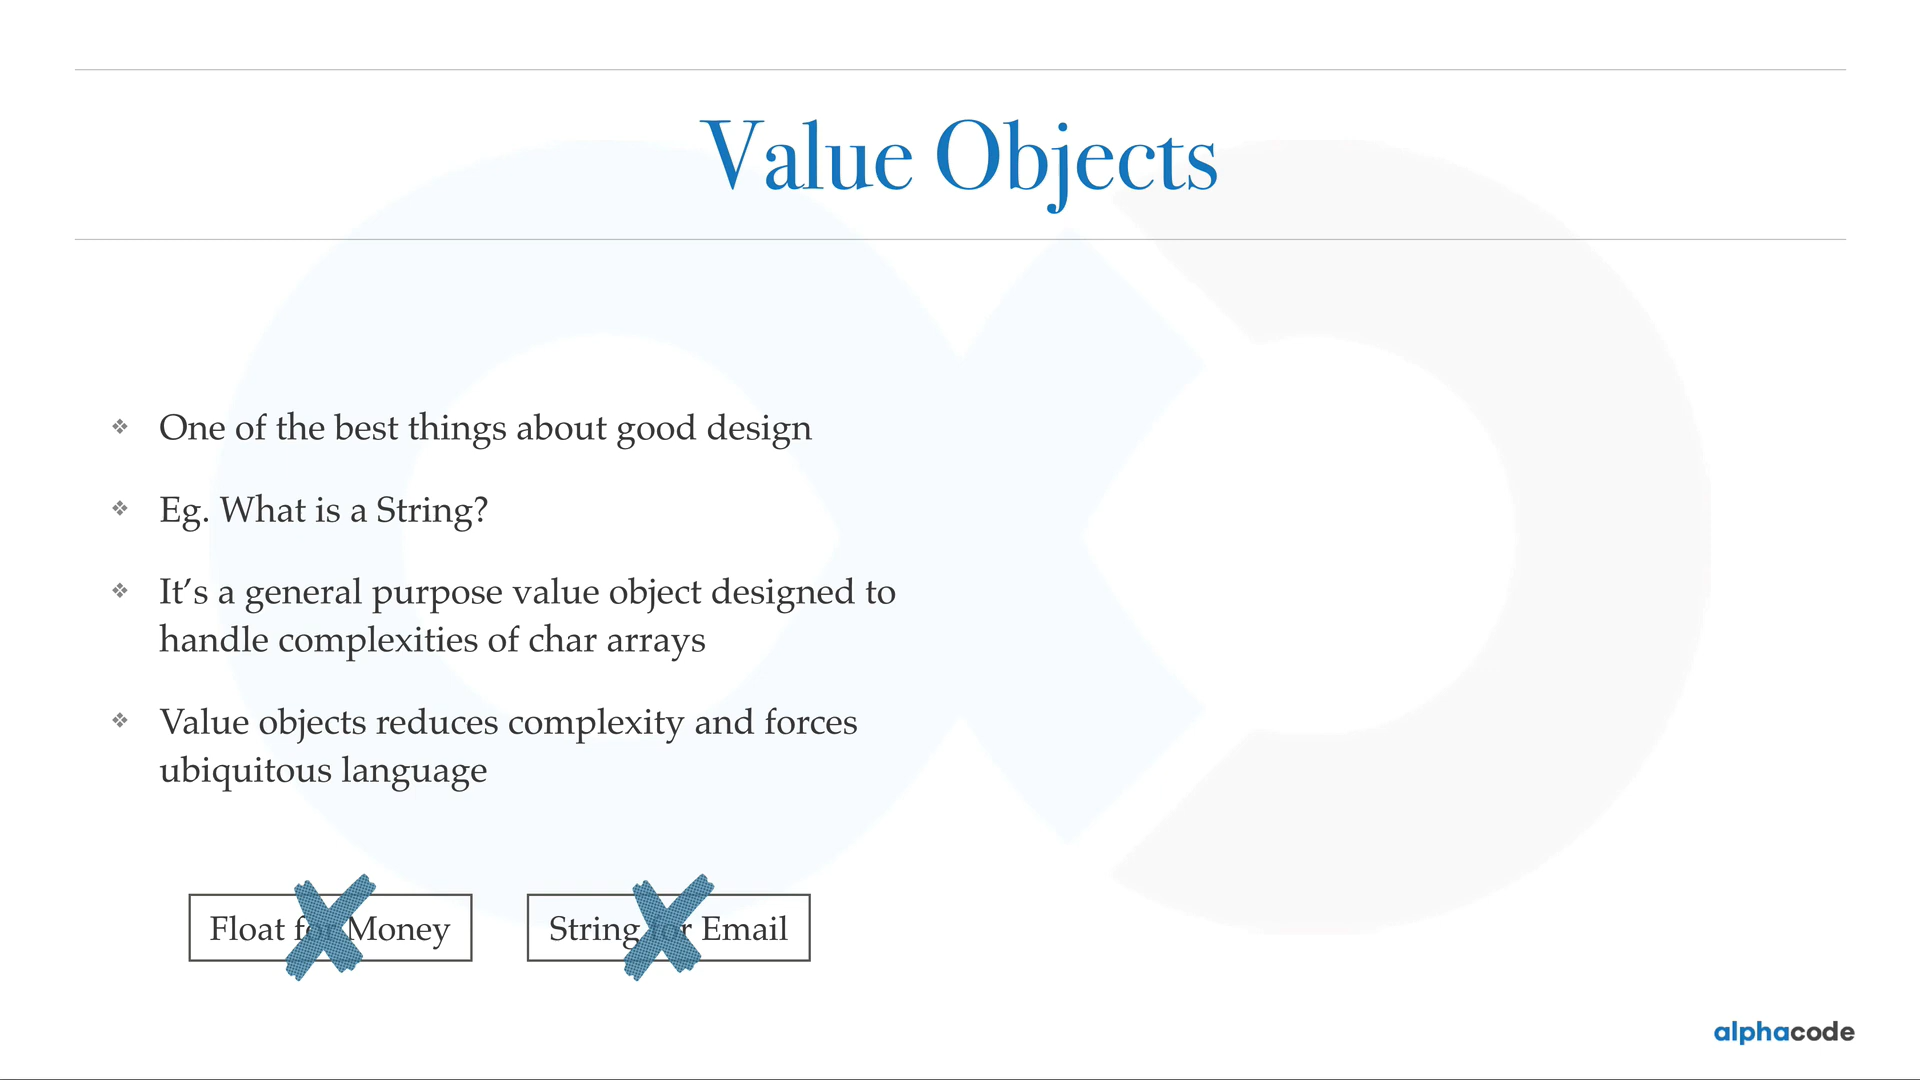 Value Objects
One of the best things about good design
Eg. What is a String?
It’s a general purpose value object designed to
handle complexities of char arrays
Value objects reduces complexity and forces
ubiquitous language
Float for Money
String for Email
alphacode